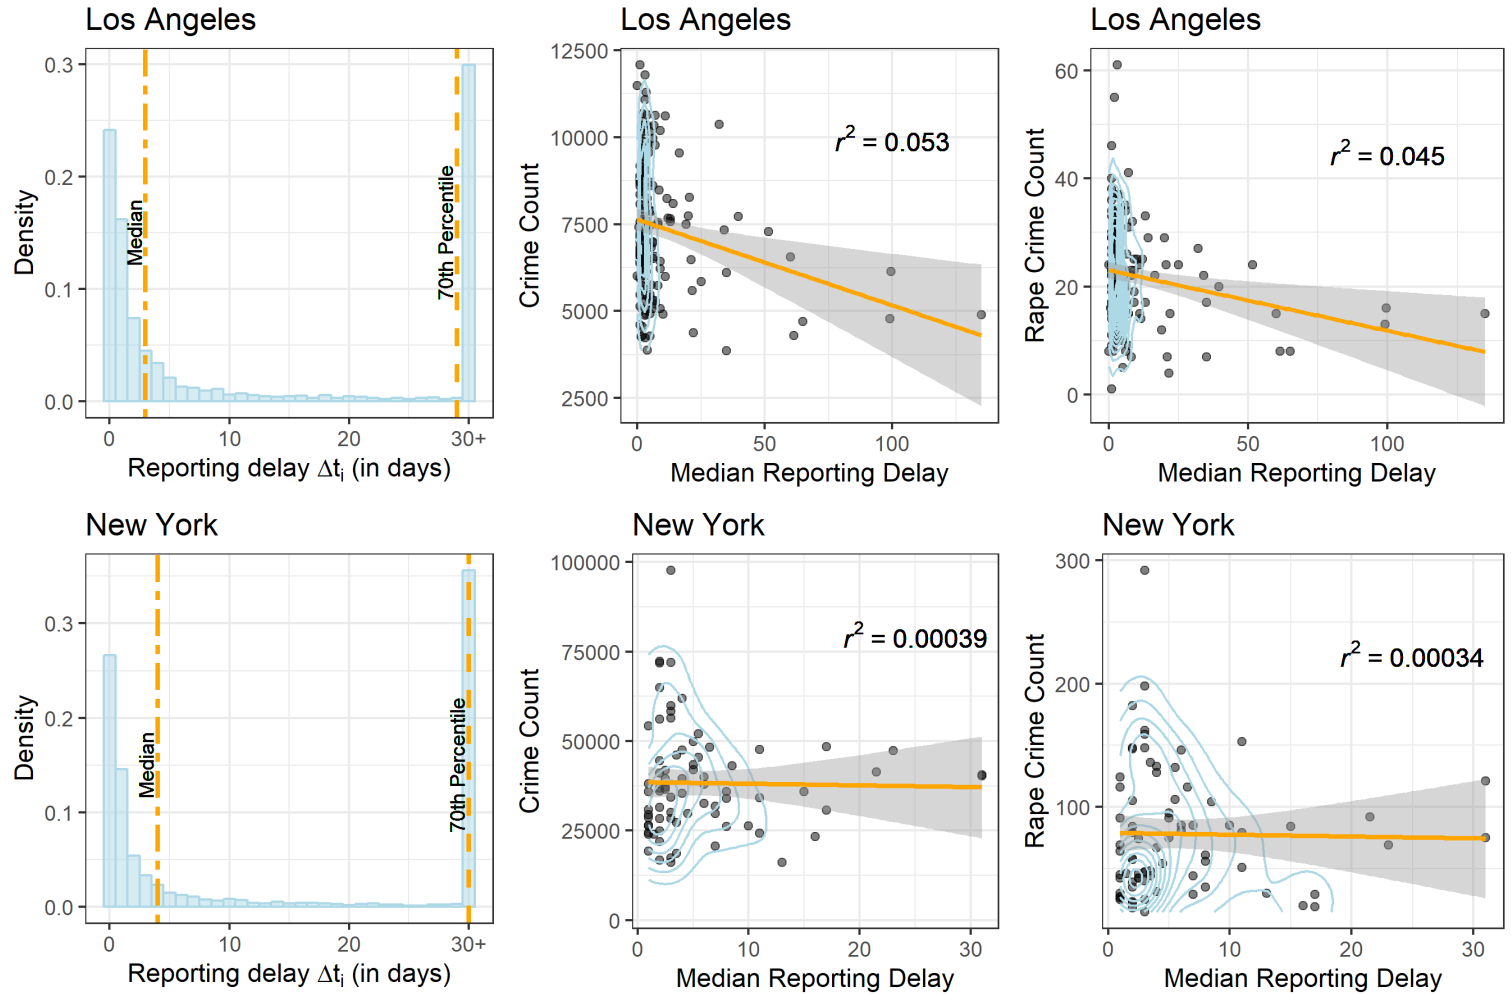 Los Angeles
0.3
0.2
0.1
0.0
Density
Median
70th Percentile
0 10 20 30+
Reporting delay Δti (in days)
Los Angeles
12500
10000
7500
5000
2500
Crime Count
r² = 0.053
0 50 100
Median Reporting Delay
Los Angeles
60
40
20
0
Rape Crime Count
r² = 0.045
0 50 100
Median Reporting Delay
New York
0.3
0.2
0.1
0.0
Density
Median
70th Percentile
0 10 20 30+
Reporting delay Δti (in days)
New York
100000
75000
50000
25000
0
Crime Count
r² = 0.00039
0 10 20 30
Median Reporting Delay
New York
300
200
100
Rape Crime Count
r² = 0.00034
0 10 20 30
Median Reporting Delay